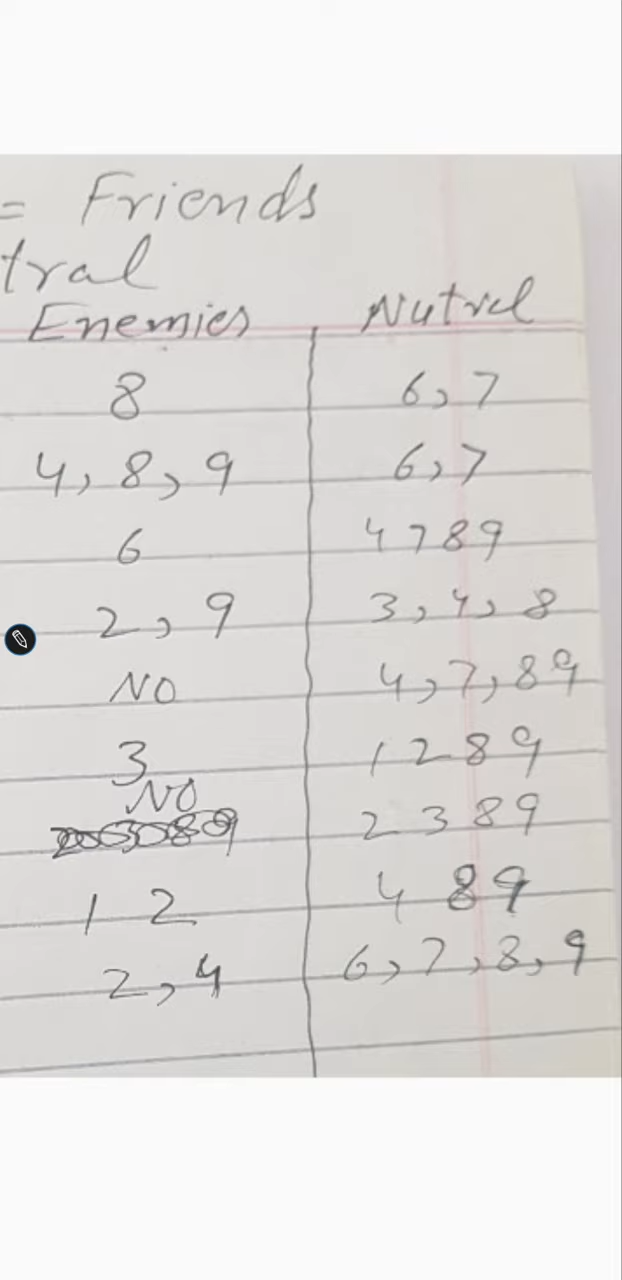 = Friends
tral
Enemies Nutrel
8 6,7
4, 8, 9 6,7
6 4 7 8 9
2, 9 3, 4, 8
NO 4, 7, 8 9
3 1 2 8 9
NO
2 3 8 9
1 2 4 8 9
2, 4 6, 7, 8, 9